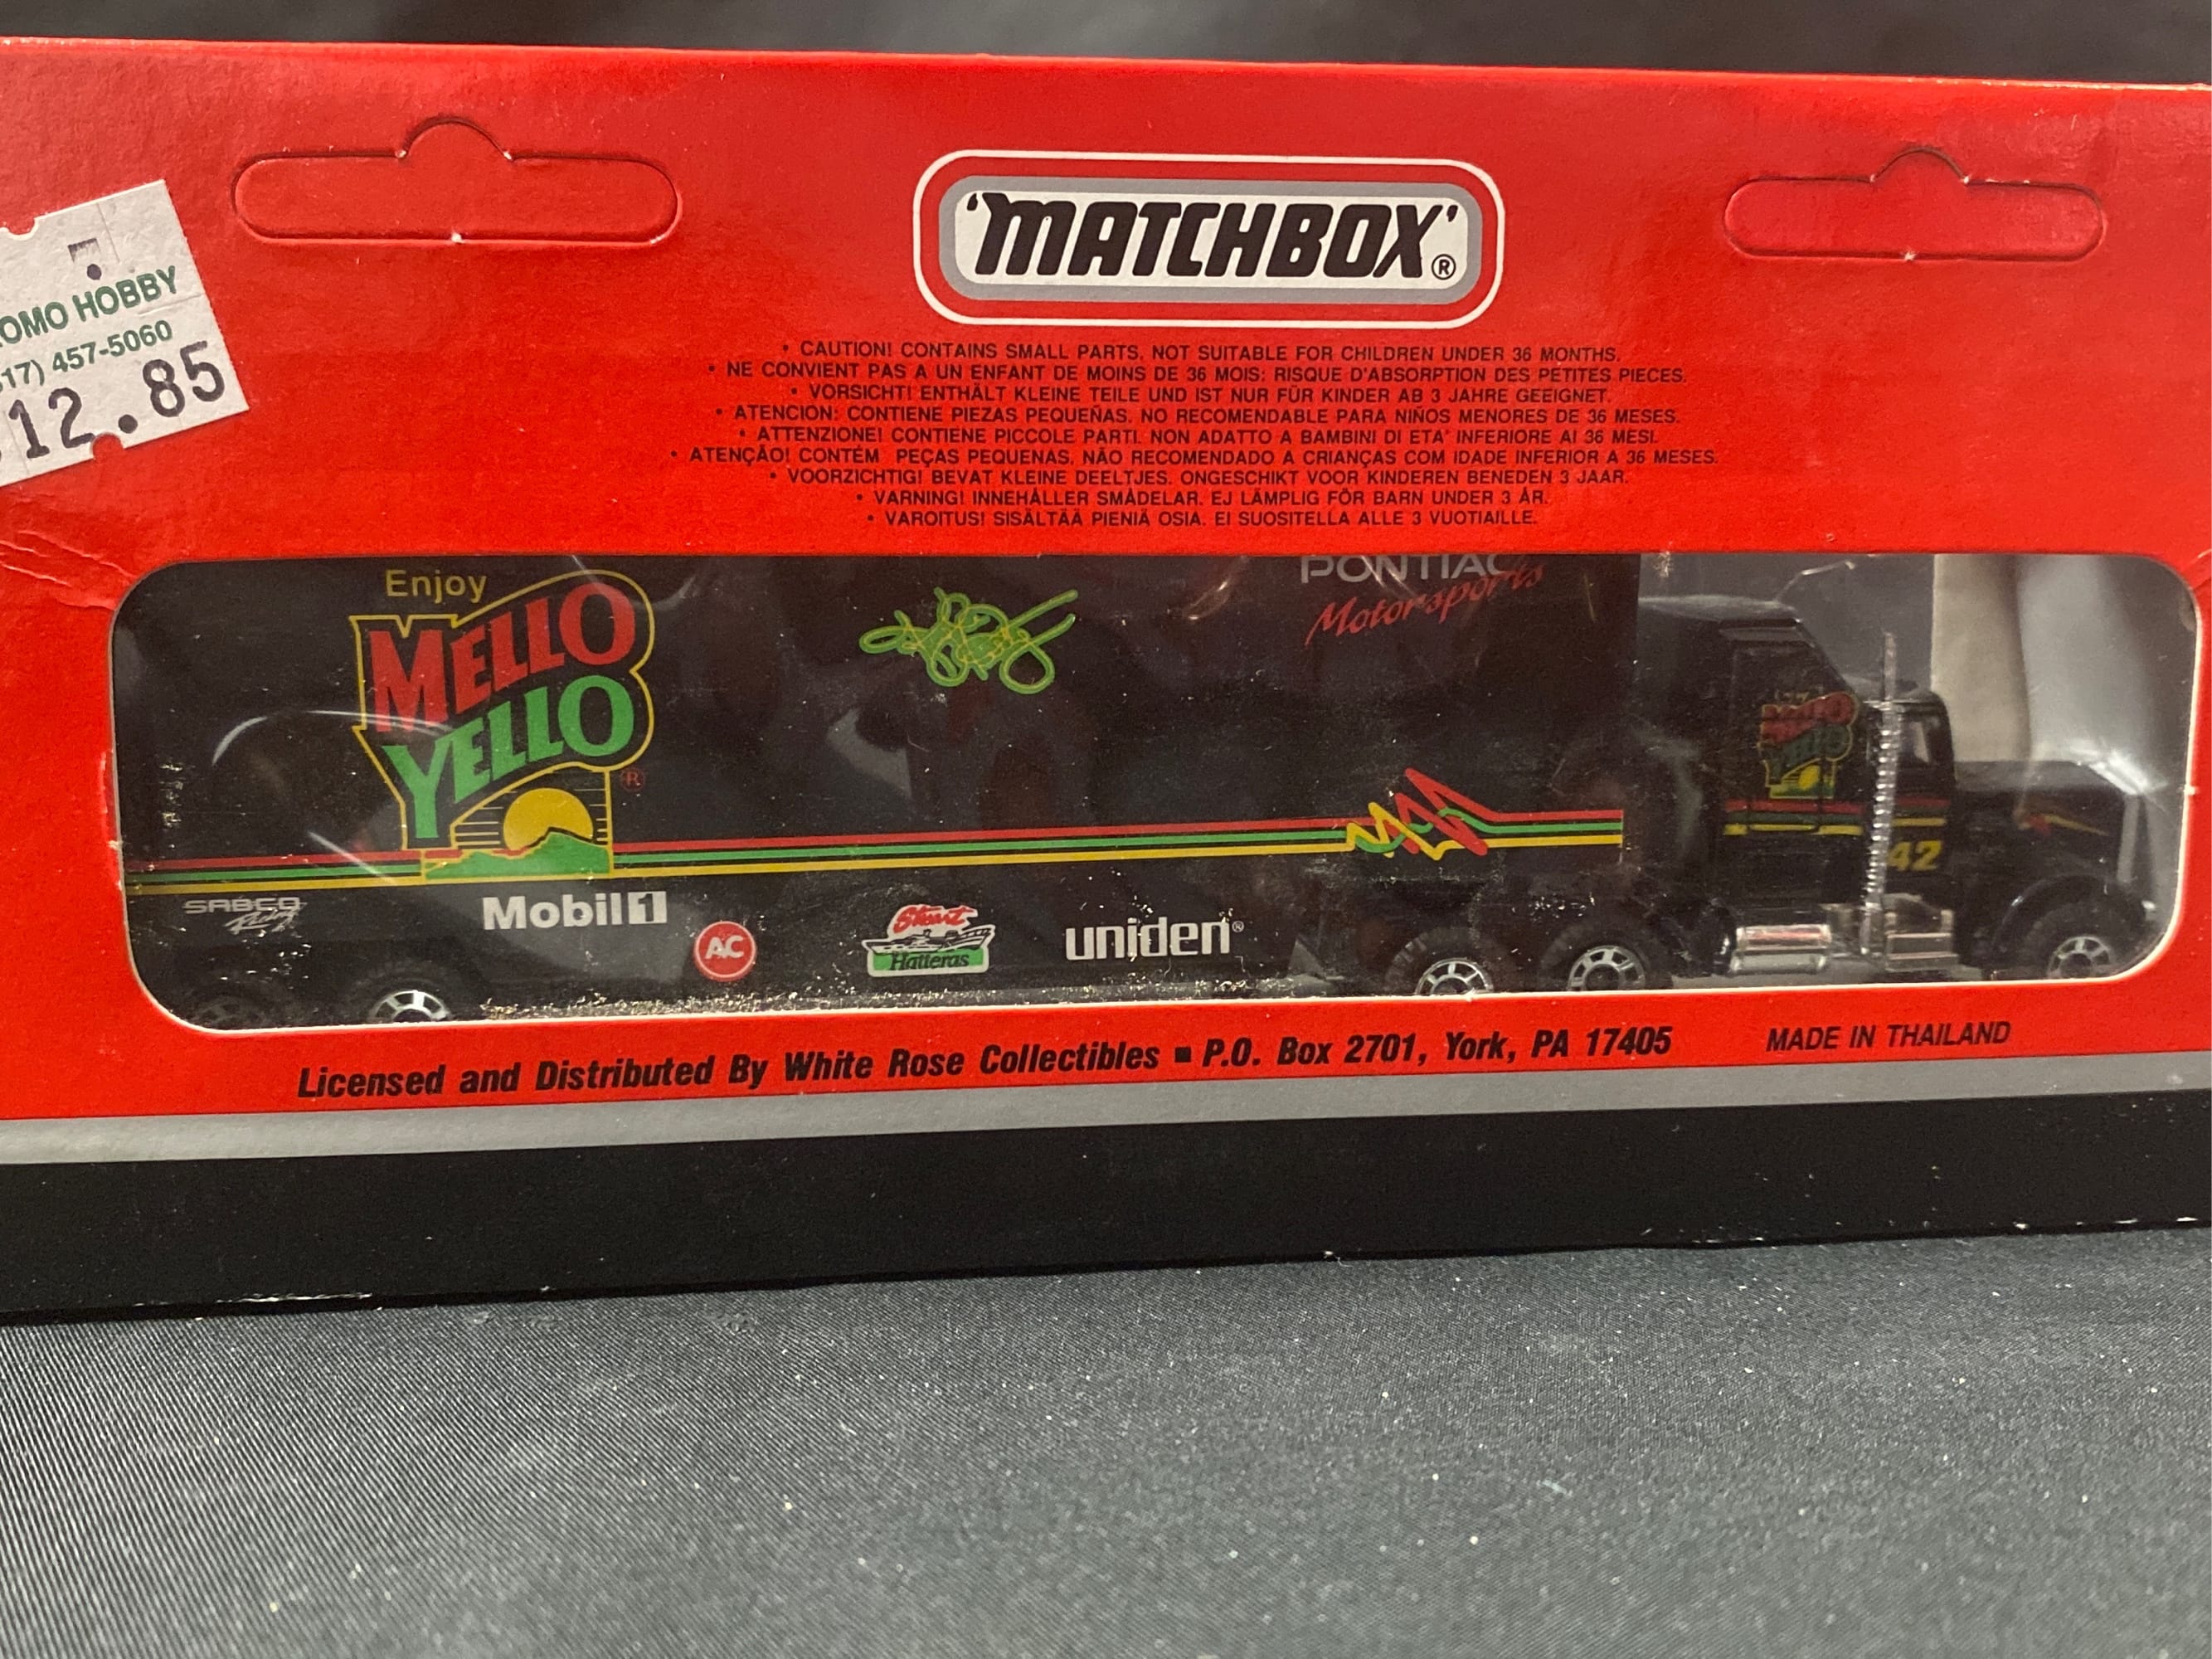 'MATCHBOX'®
OMO HOBBY
17) 457-5060
12.85
• CAUTION! CONTAINS SMALL PARTS. NOT SUITABLE FOR CHILDREN UNDER 36 MONTHS.
• NE CONVIENT PAS A UN ENFANT DE MOINS DE 36 MOIS: RISQUE D'ABSORPTION DES PETITES PIECES.
• VORSICHT! ENTHÄLT KLEINE TEILE UND IST NUR FÜR KINDER AB 3 JAHRE GEEIGNET.
• ATENCION: CONTIENE PIEZAS PEQUEÑAS. NO RECOMENDABLE PARA NIÑOS MENORES DE 36 MESES.
• ATTENZIONE! CONTIENE PICCOLE PARTI. NON ADATTO A BAMBINI DI ETA' INFERIORE AI 36 MESI.
• ATENÇÃO! CONTÉM PEÇAS PEQUENAS, NÃO RECOMENDADO A CRIANÇAS COM IDADE INFERIOR A 36 MESES.
• VOORZICHTIG! BEVAT KLEINE DEELTJES. ONGESCHIKT VOOR KINDEREN BENEDEN 3 JAAR.
• VARNING! INNEHÅLLER SMÅDELAR. EJ LÄMPLIG FÖR BARN UNDER 3 ÅR.
• VAROITUS! SISÄLTÄÄ PIENIÄ OSIA. EI SUOSITELLA ALLE 3 VUOTIAILLE.
Enjoy
MELLO
YELLO®
PONTIAC
Motorsports
MELLO
YELLO
42
SABCO
Racing
Mobil 1
AC
Stuart
Hatteras
uniden®
Licensed and Distributed By White Rose Collectibles ■ P.O. Box 2701, York, PA 17405
MADE IN THAILAND